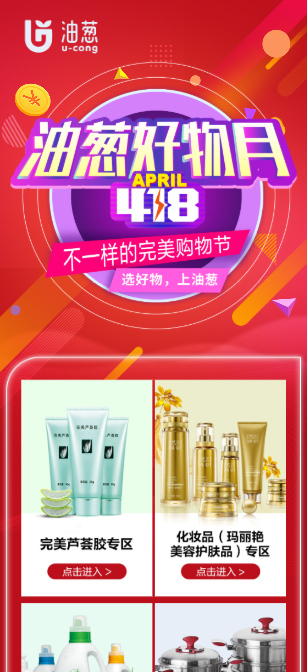 油葱
u-cong
油葱好物月
APRIL
418
不一样的完美购物节
选好物，上油葱
完美芦荟胶专区
点击进入 >
化妆品（玛丽艳
美容护肤品）专区
点击进入 >